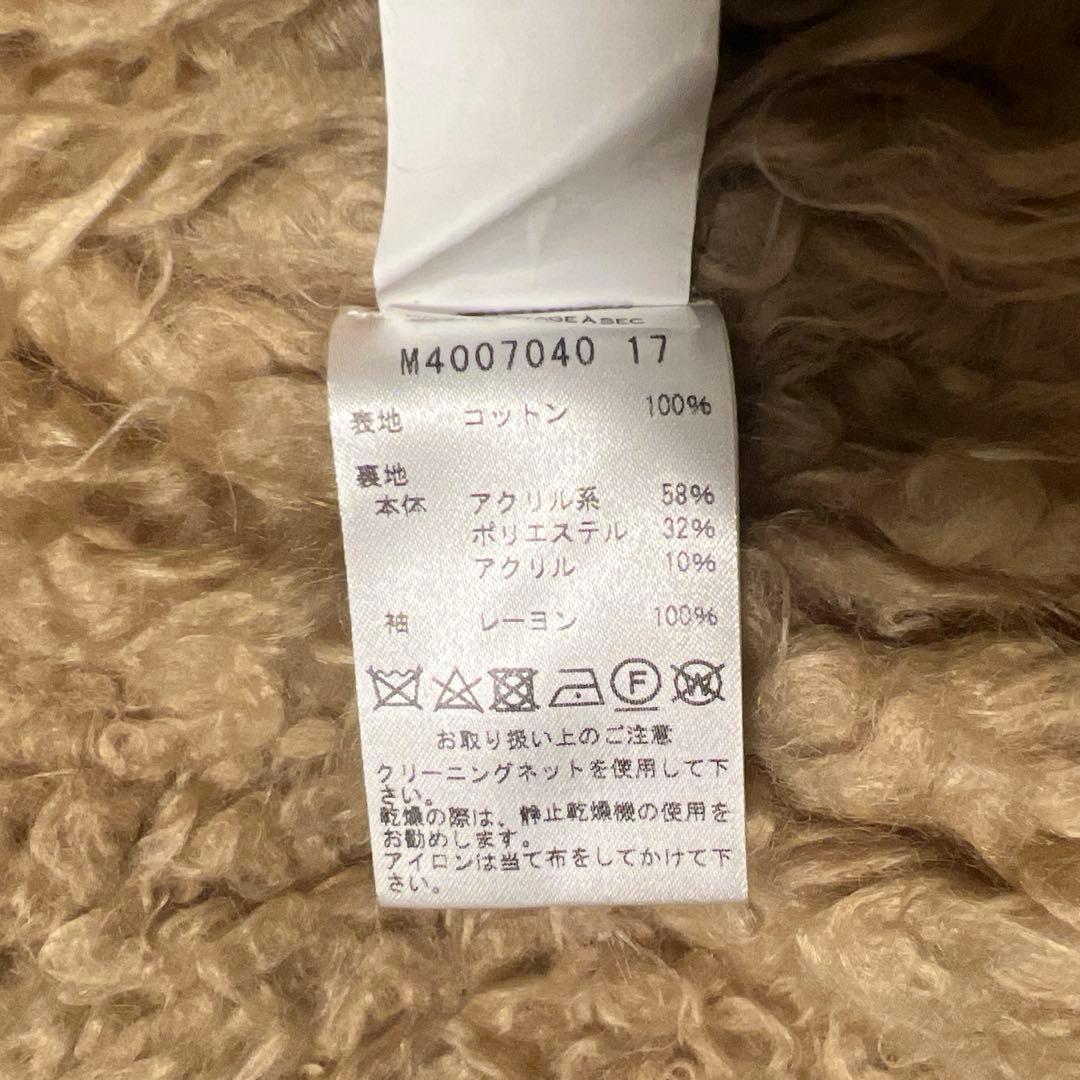 M4007040 17
表地 コットン 100%
裏地
本体 アクリル系 58%
ポリエステル 32%
アクリル 10%
袖 レーヨン 100%
F W
お取り扱い上のご注意
クリーニングネットを使用して下
さい。
乾燥の際は、静止乾燥機の使用を
お勧めします。
アイロンは当て布をしてかけて下
さい。